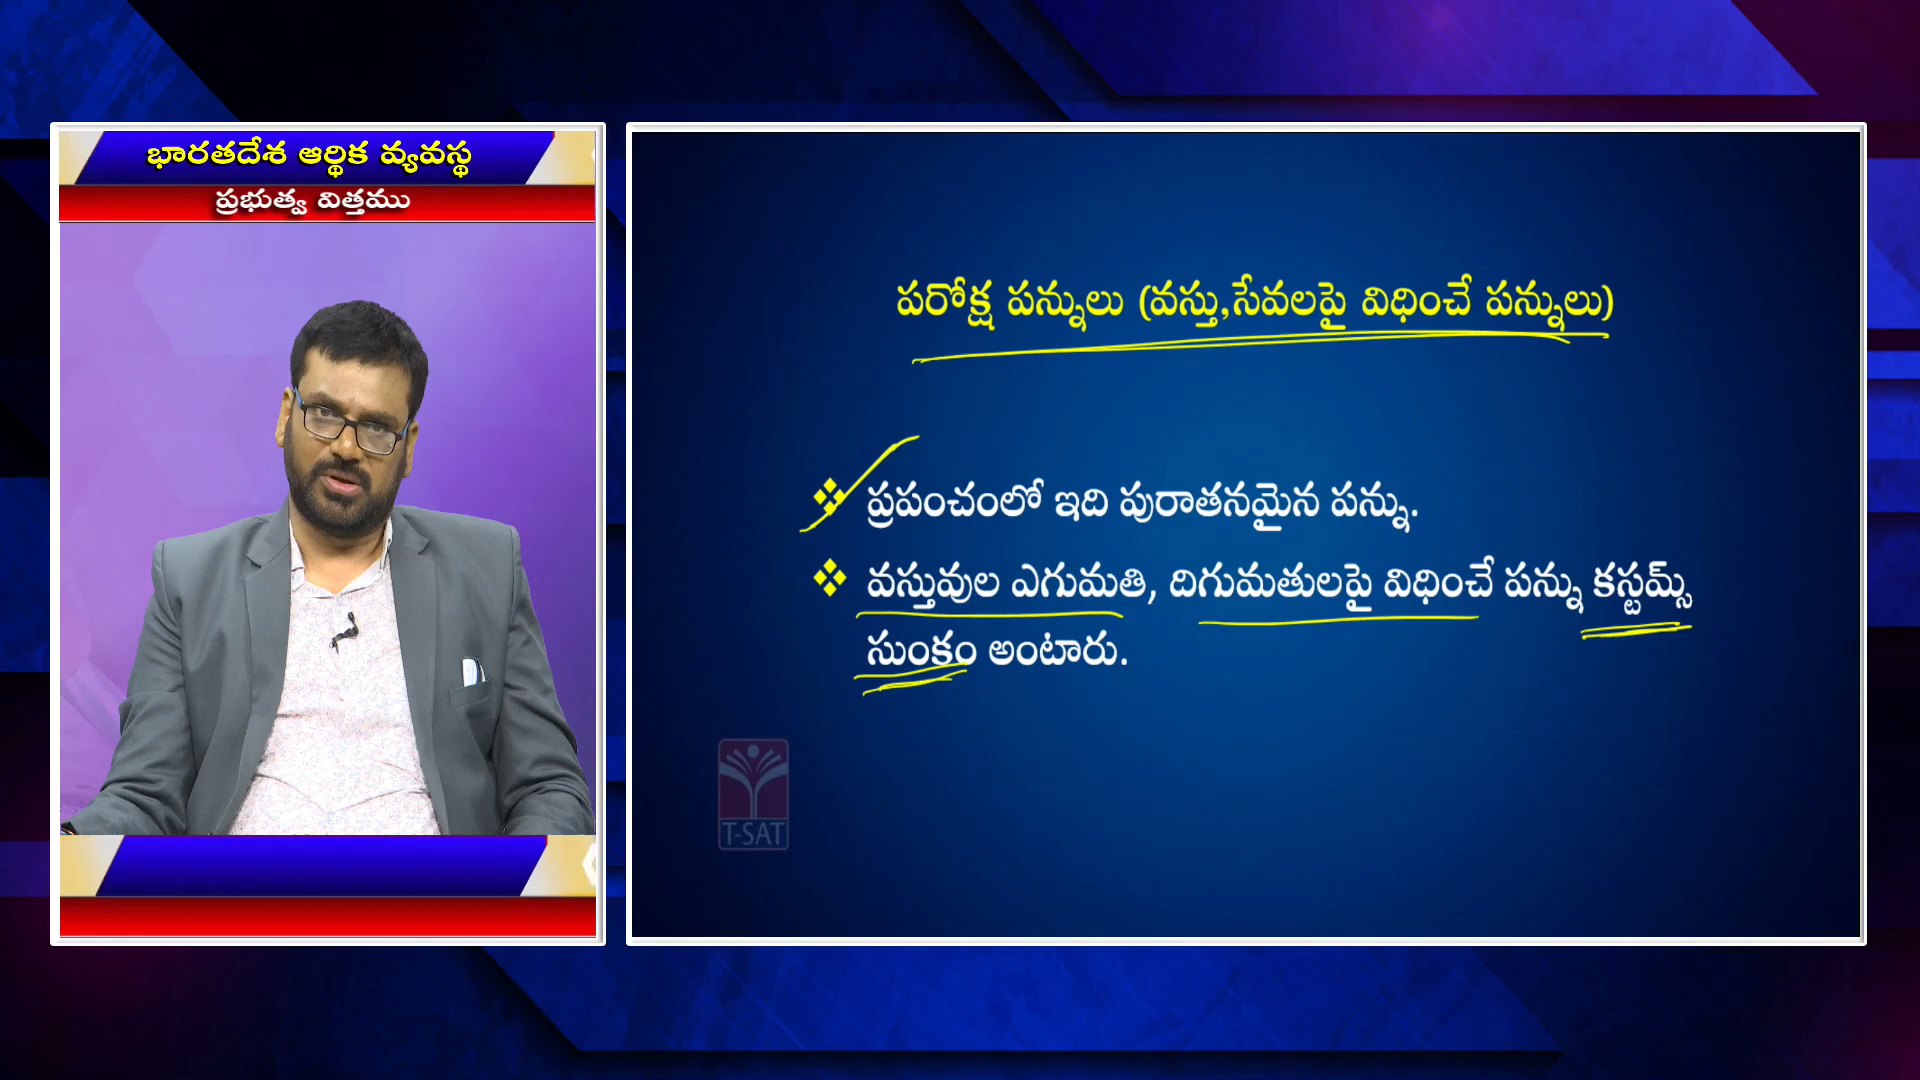 భారతదేశ ఆర్థిక వ్యవస్థ
ప్రభుత్వ విత్తము
పరోక్ష పన్నులు (వస్తు,సేవలపై విధించే పన్నులు)
ప్రపంచంలో ఇది పురాతనమైన పన్ను.
వస్తువుల ఎగుమతి, దిగుమతులపై విధించే పన్ను కస్టమ్స్
సుంకం అంటారు.
T-SAT